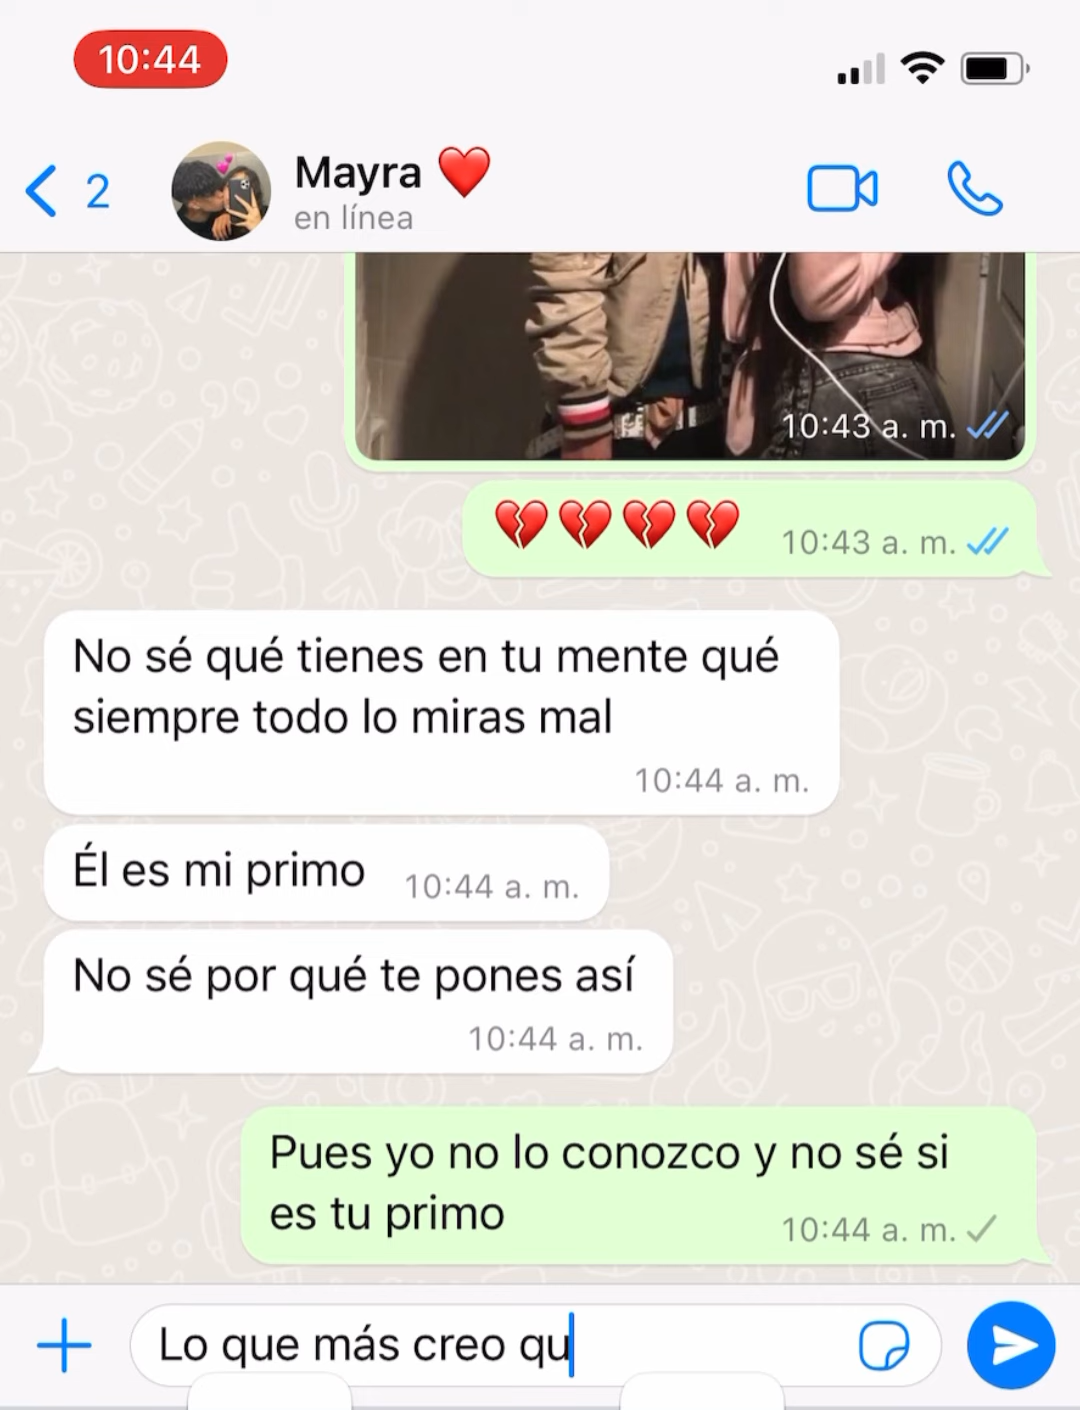 10:44
2
Mayra ❤️
en línea
10:43 a. m.
💔💔💔💔 10:43 a. m.
No sé qué tienes en tu mente qué
siempre todo lo miras mal
10:44 a. m.
Él es mi primo 10:44 a. m.
No sé por qué te pones así
10:44 a. m.
Pues yo no lo conozco y no sé si
es tu primo 10:44 a. m.
Lo que más creo qu